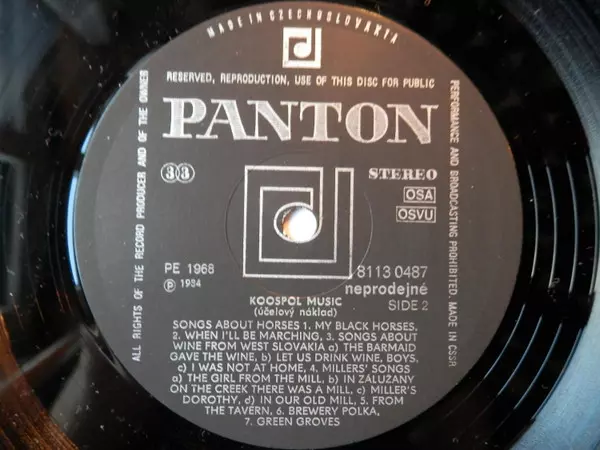 MADE IN CZECHOSLOVAKIA
RESERVED, REPRODUCTION, USE OF THIS DISC FOR PUBLIC
PERFORMANCE AND BROADCASTING PROHIBITED. MADE IN CSSR
ALL RIGHTS OF THE RECORD PRODUCER AND OF THE OWNER
PANTON
33
STEREO
OSA
OSVU
PE 1968
Ⓟ 1984
8113 0487
neprodejné
SIDE 2
KOOSPOL MUSIC
(účelový náklad)
SONGS ABOUT HORSES 1. MY BLACK HORSES,
2. WHEN I'LL BE MARCHING, 3. SONGS ABOUT
WINE FROM WEST SLOVAKIA a) THE BARMAID
GAVE THE WINE, b) LET US DRINK WINE, BOYS,
c) I WAS NOT AT HOME, 4. MILLERS' SONGS
a) THE GIRL FROM THE MILL, b) IN ZÁLUŽANY
ON THE CREEK THERE WAS A MILL, c) MILLER'S
DOROTHY, d) IN OUR OLD MILL, 5. FROM
THE TAVERN, 6. BREWERY POLKA,
7. GREEN GROVES